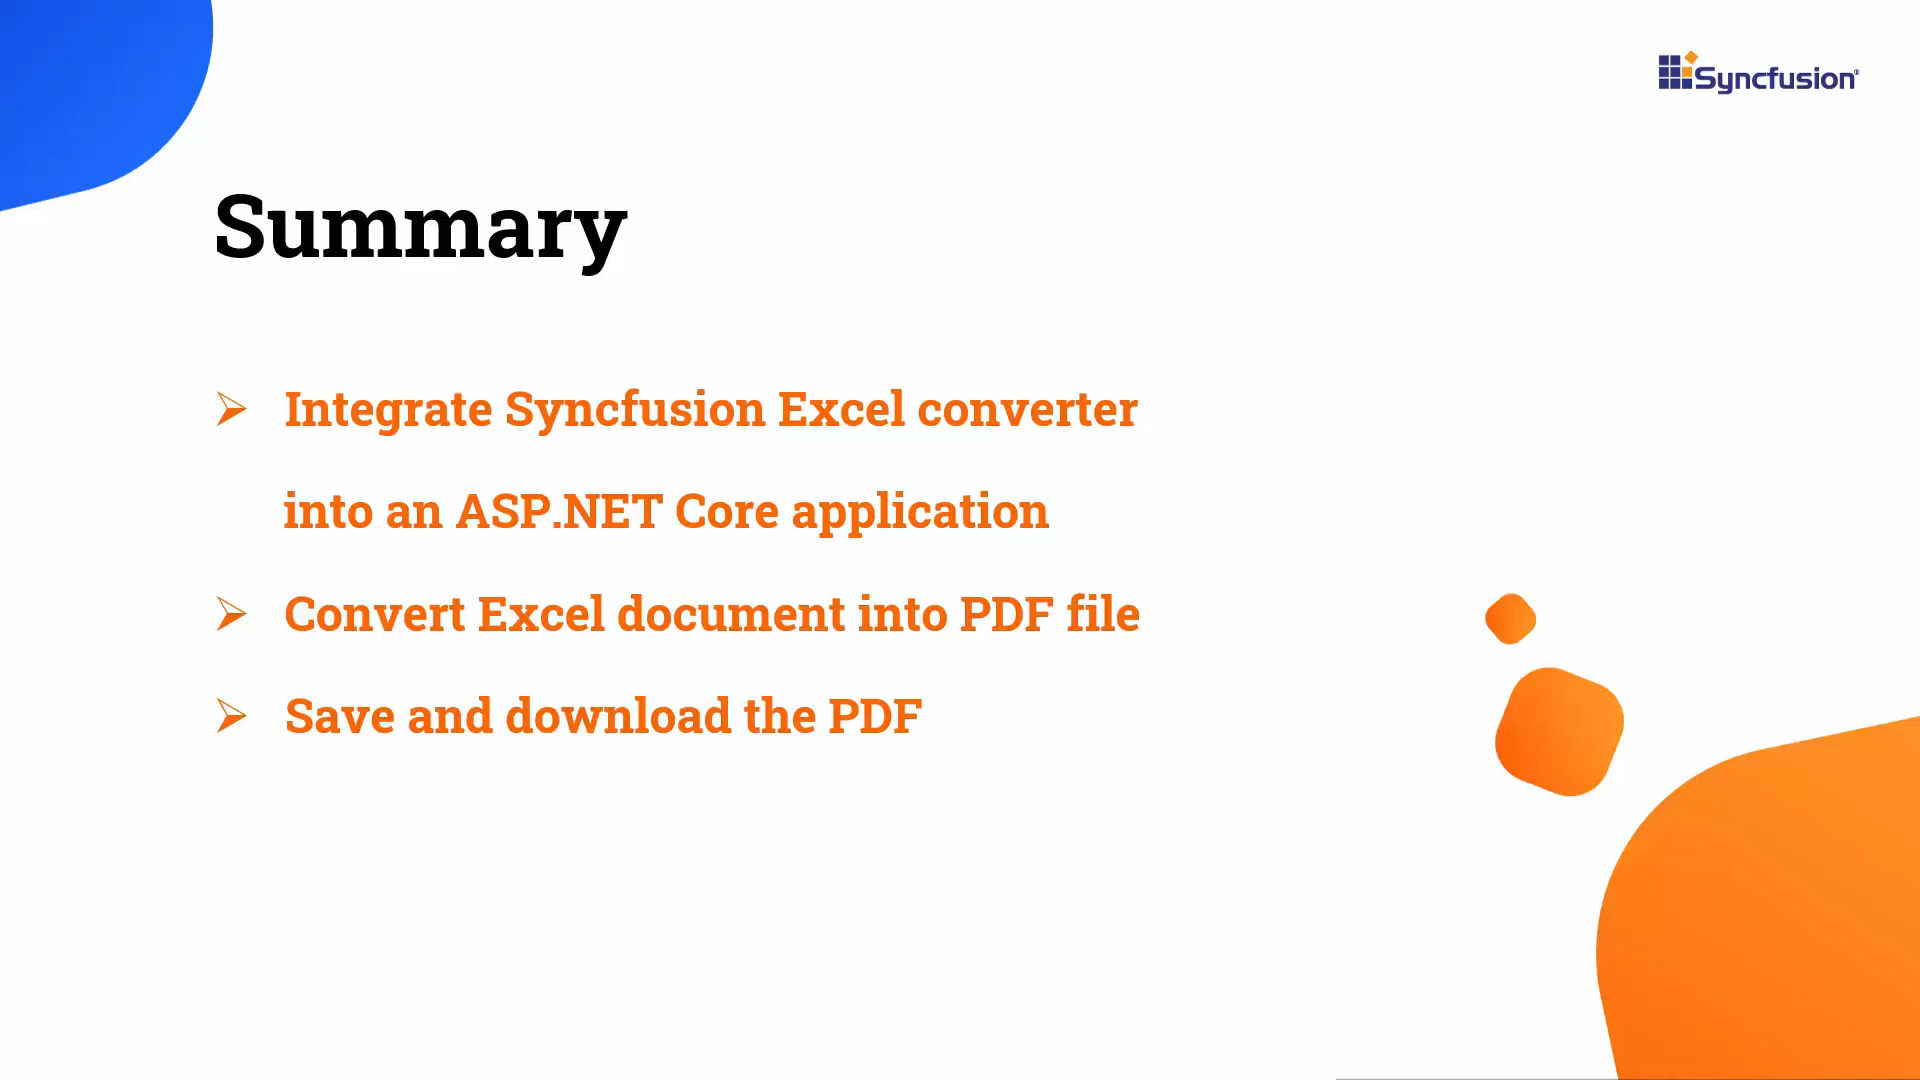 Syncfusion®
Summary
➢ Integrate Syncfusion Excel converter
into an ASP.NET Core application
➢ Convert Excel document into PDF file
➢ Save and download the PDF